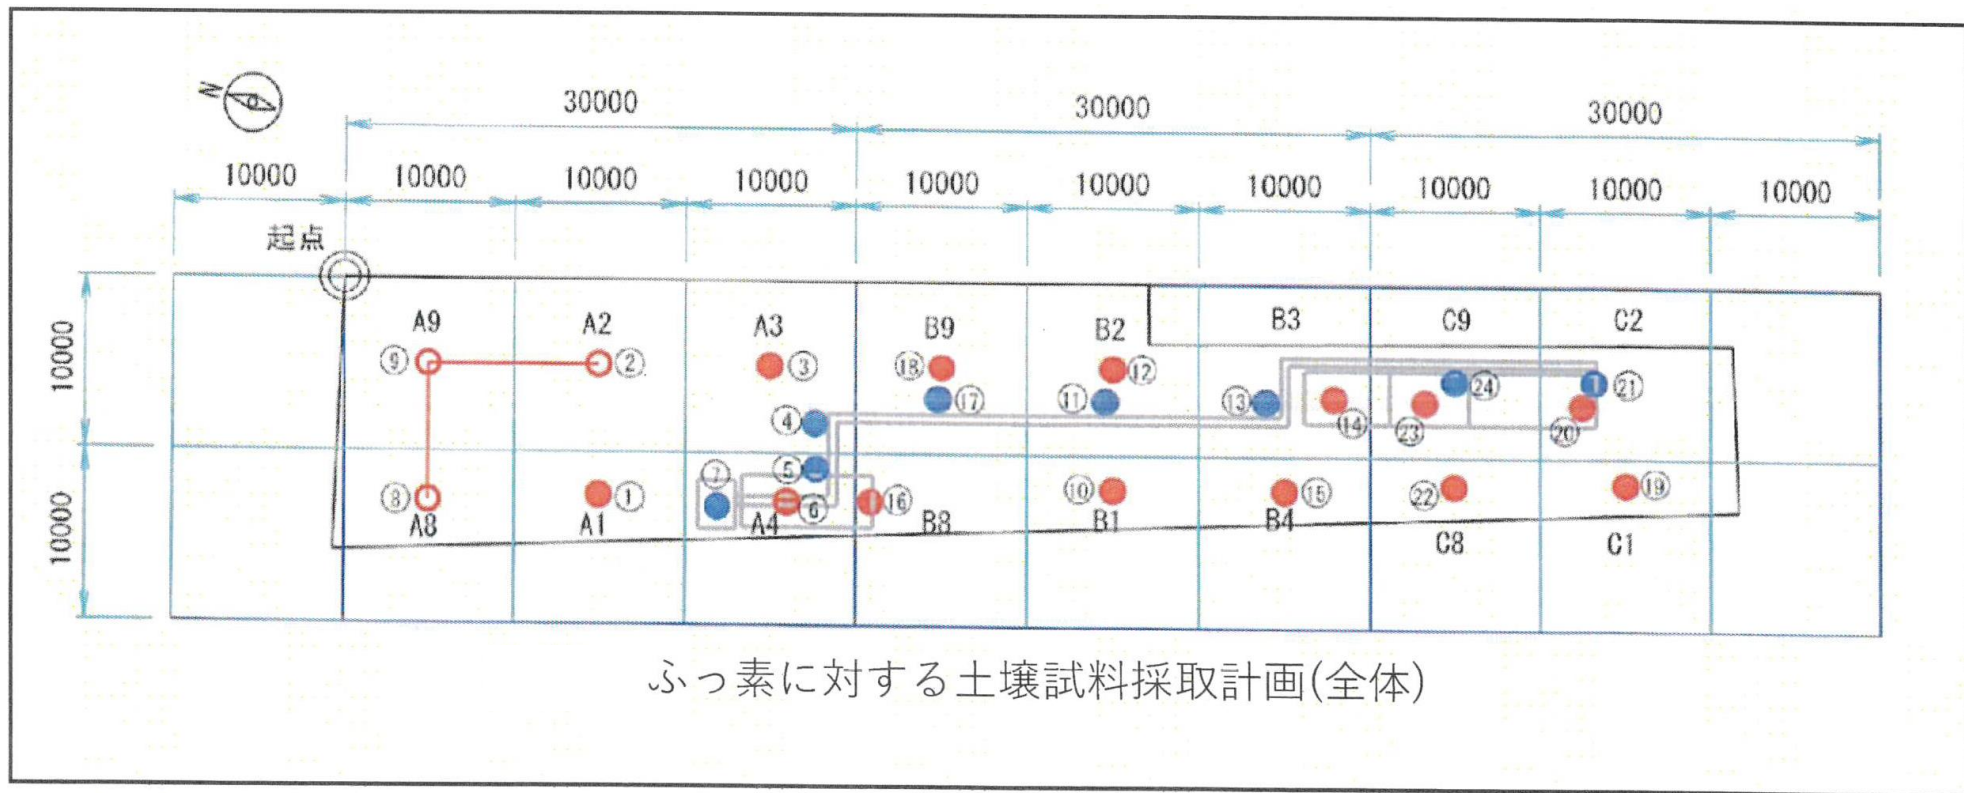 N
30000 30000 30000
10000 10000 10000 10000 10000 10000 10000 10000 10000 10000
起点
10000
A9 A2 A3 B9 B2 B3 C9 C2
⑨ ② ③ ⑱ ⑫
④ ⑰ ⑪ ⑬ ⑭ ㉓ ㉔ ⑳ ㉑
10000
⑤ ⑦
⑧ ① ⑥ ⑯ ⑩ ⑮ ㉒ ⑲
A8 A1 A4 B8 B1 B4 C8 C1
ふっ素に対する土壌試料採取計画(全体)